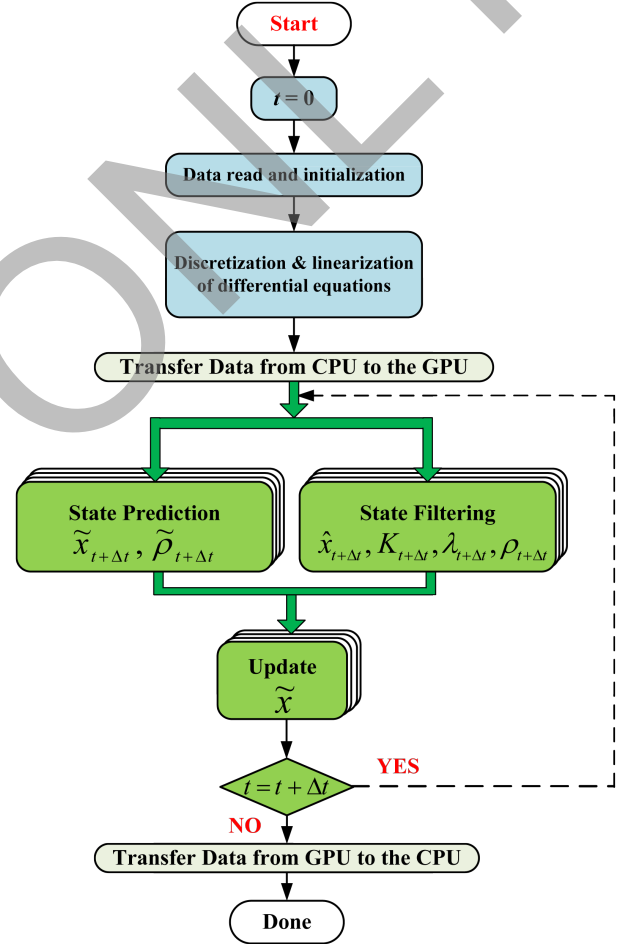 Start
t = 0
Data read and initialization
Discretization & linearization
of differential equations
Transfer Data from CPU to the GPU
State Prediction
x̃ₜ₊Δₜ , ρ̃ₜ₊Δₜ
State Filtering
x̂ₜ₊Δₜ, Kₜ₊Δₜ, λₜ₊Δₜ, ρₜ₊Δₜ
Update
x̃
t = t + Δt
YES
NO
Transfer Data from GPU to the CPU
Done